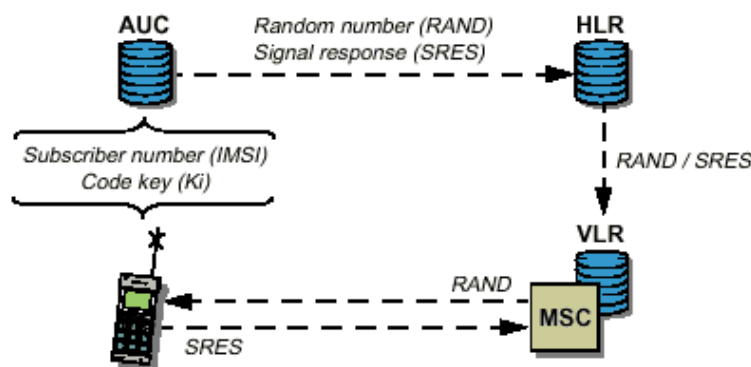 AUC
Random number (RAND)
Signal response (SRES)
HLR
Subscriber number (IMSI)
Code key (Ki)
RAND / SRES
VLR
RAND
MSC
SRES